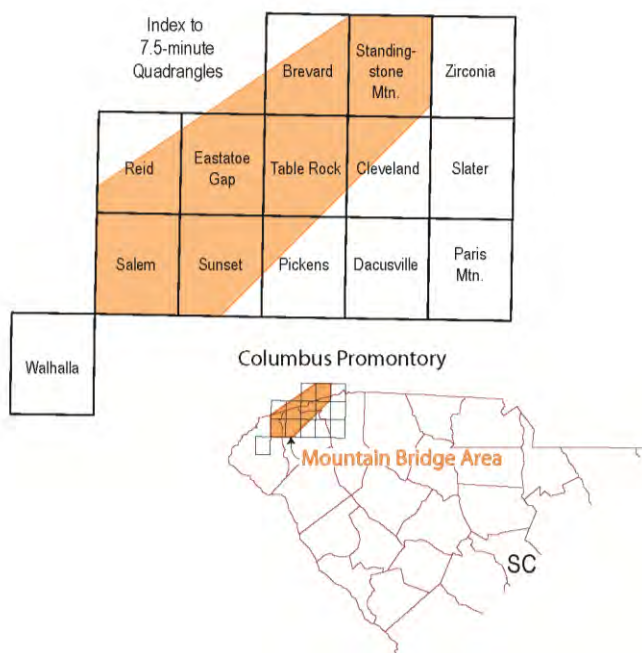 Index to
7.5-minute
Quadrangles
Brevard
Standing-
stone
Mtn.
Zirconia
Reid
Eastatoe
Gap
Table Rock
Cleveland
Slater
Salem
Sunset
Pickens
Dacusville
Paris
Mtn.
Walhalla
Columbus Promontory
Mountain Bridge Area
SC